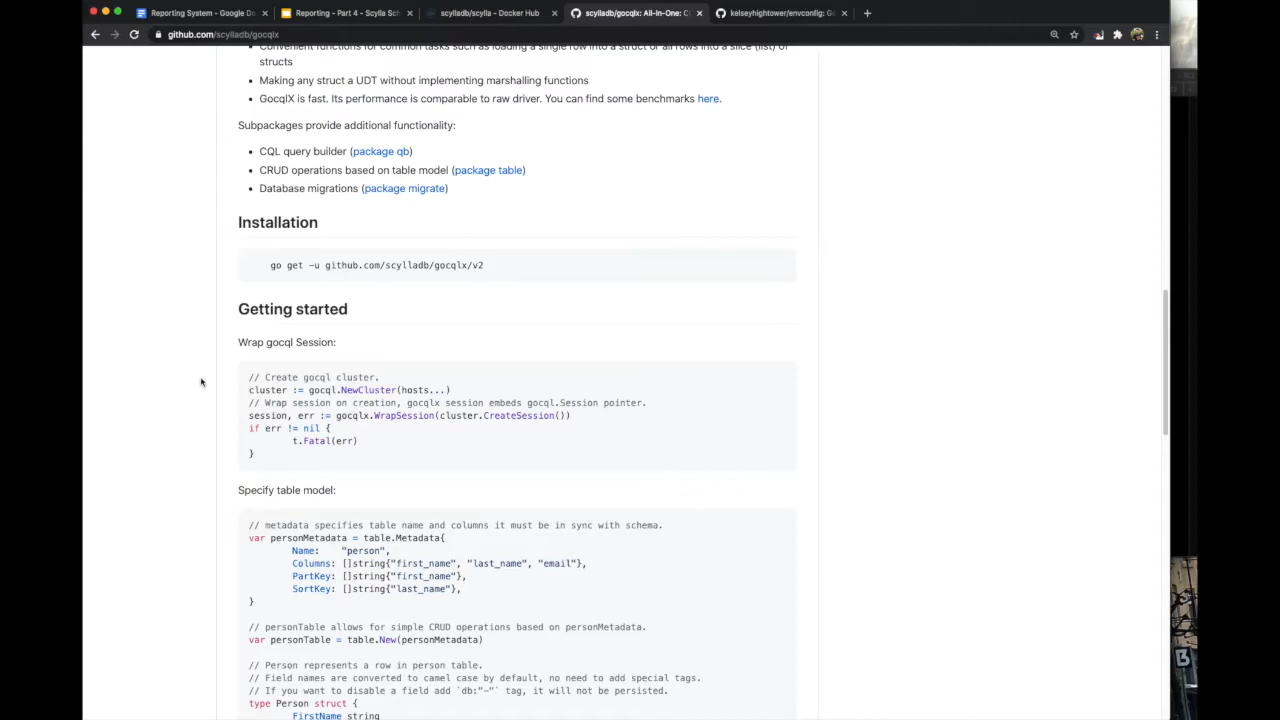 Reporting System - Google Do
Reporting - Part 4 - Scylla Sch
scylladb/scylla - Docker Hub
scylladb/gocqlx: All-In-One: C
kelseyhightower/envconfig: Go
github.com/scylladb/gocqlx
Convenient functions for common tasks such as loading a single row into a struct or all rows into a slice (list) of
structs
Making any struct a UDT without implementing marshalling functions
GocqlX is fast. Its performance is comparable to raw driver. You can find some benchmarks here.
Subpackages provide additional functionality:
CQL query builder (package qb)
CRUD operations based on table model (package table)
Database migrations (package migrate)
Installation
go get -u github.com/scylladb/gocqlx/v2
Getting started
Wrap gocql Session:
// Create gocql cluster.
cluster := gocql.NewCluster(hosts...)
// Wrap session on creation, gocqlx session embeds gocql.Session pointer.
session, err := gocqlx.WrapSession(cluster.CreateSession())
if err != nil {
t.Fatal(err)
}
Specify table model:
// metadata specifies table name and columns it must be in sync with schema.
var personMetadata = table.Metadata{
Name: "person",
Columns: []string{"first_name", "last_name", "email"},
PartKey: []string{"first_name"},
SortKey: []string{"last_name"},
}
// personTable allows for simple CRUD operations based on personMetadata.
var personTable = table.New(personMetadata)
// Person represents a row in person table.
// Field names are converted to camel case by default, no need to add special tags.
// If you want to disable a field add `db:"-"` tag, it will not be persisted.
type Person struct {
FirstName string